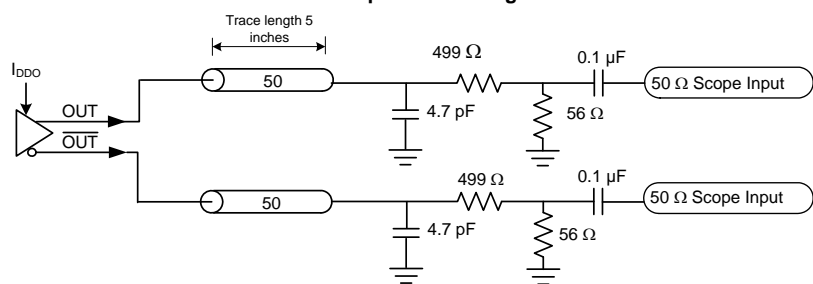 Trace length 5
inches
I_DDO
50
499 Ω
0.1 µF
50 Ω Scope Input
OUT
4.7 pF
56 Ω
OUT
50
499 Ω
0.1 µF
50 Ω Scope Input
4.7 pF
56 Ω